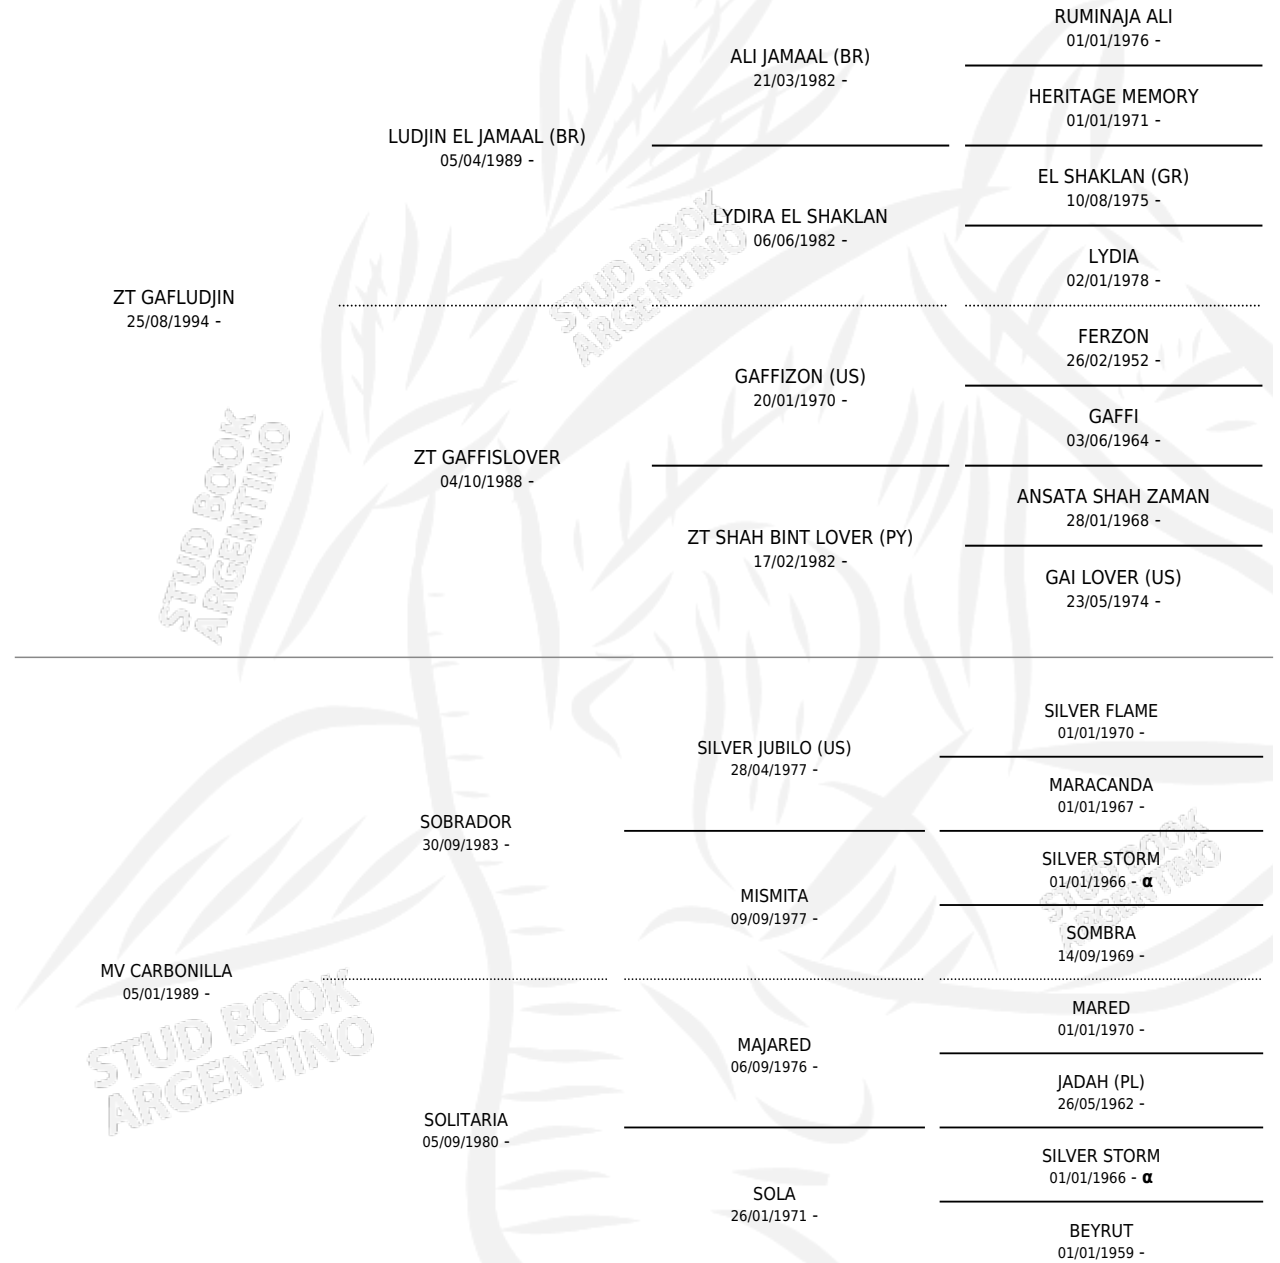 RUMINAJA ALI
01/01/1976 -
ALI JAMAAL (BR)
21/03/1982 -
HERITAGE MEMORY
01/01/1971 -
LUDJIN EL JAMAAL (BR)
05/04/1989 -
EL SHAKLAN (GR)
10/08/1975 -
LYDIRA EL SHAKLAN
06/06/1982 -
LYDIA
02/01/1978 -
ZT GAFLUDJIN
25/08/1994 -
FERZON
26/02/1952 -
GAFFIZON (US)
20/01/1970 -
GAFFI
03/06/1964 -
ZT GAFFISLOVER
04/10/1988 -
ANSATA SHAH ZAMAN
28/01/1968 -
ZT SHAH BINT LOVER (PY)
17/02/1982 -
GAI LOVER (US)
23/05/1974 -
SILVER FLAME
01/01/1970 -
SILVER JUBILO (US)
28/04/1977 -
MARACANDA
01/01/1967 -
SOBRADOR
30/09/1983 -
SILVER STORM
01/01/1966 - α
MISMITA
09/09/1977 -
SOMBRA
14/09/1969 -
MV CARBONILLA
05/01/1989 -
MARED
01/01/1970 -
MAJARED
06/09/1976 -
JADAH (PL)
26/05/1962 -
SOLITARIA
05/09/1980 -
SILVER STORM
01/01/1966 - α
SOLA
26/01/1971 -
BEYRUT
01/01/1959 -
STUD BOOK
ARGENTINO
STUD BOOK
ARGENTINO
STUD BOOK
ARGENTINO
STUD BOOK
ARGENTINO